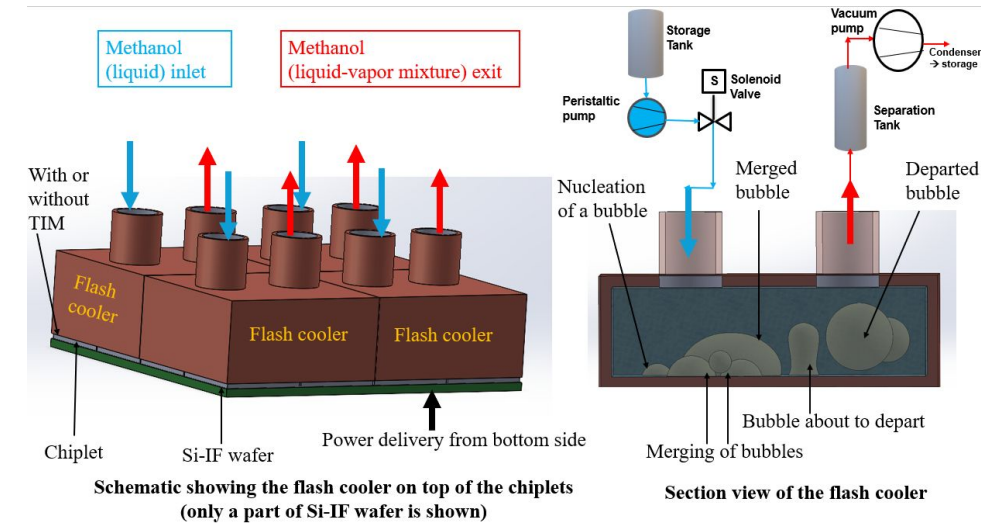 Methanol
(liquid) inlet
Methanol
(liquid-vapor mixture) exit
With or
without
TIM
Flash
cooler
Flash cooler
Flash cooler
Chiplet
Si-IF wafer
Power delivery from bottom side
Schematic showing the flash cooler on top of the chiplets
(only a part of Si-IF wafer is shown)
Storage
Tank
Peristaltic
pump
S
Solenoid
Valve
Vacuum
pump
Condenser
→ storage
Separation
Tank
Nucleation
of a bubble
Merged
bubble
Departed
bubble
Bubble about to depart
Merging of bubbles
Section view of the flash cooler